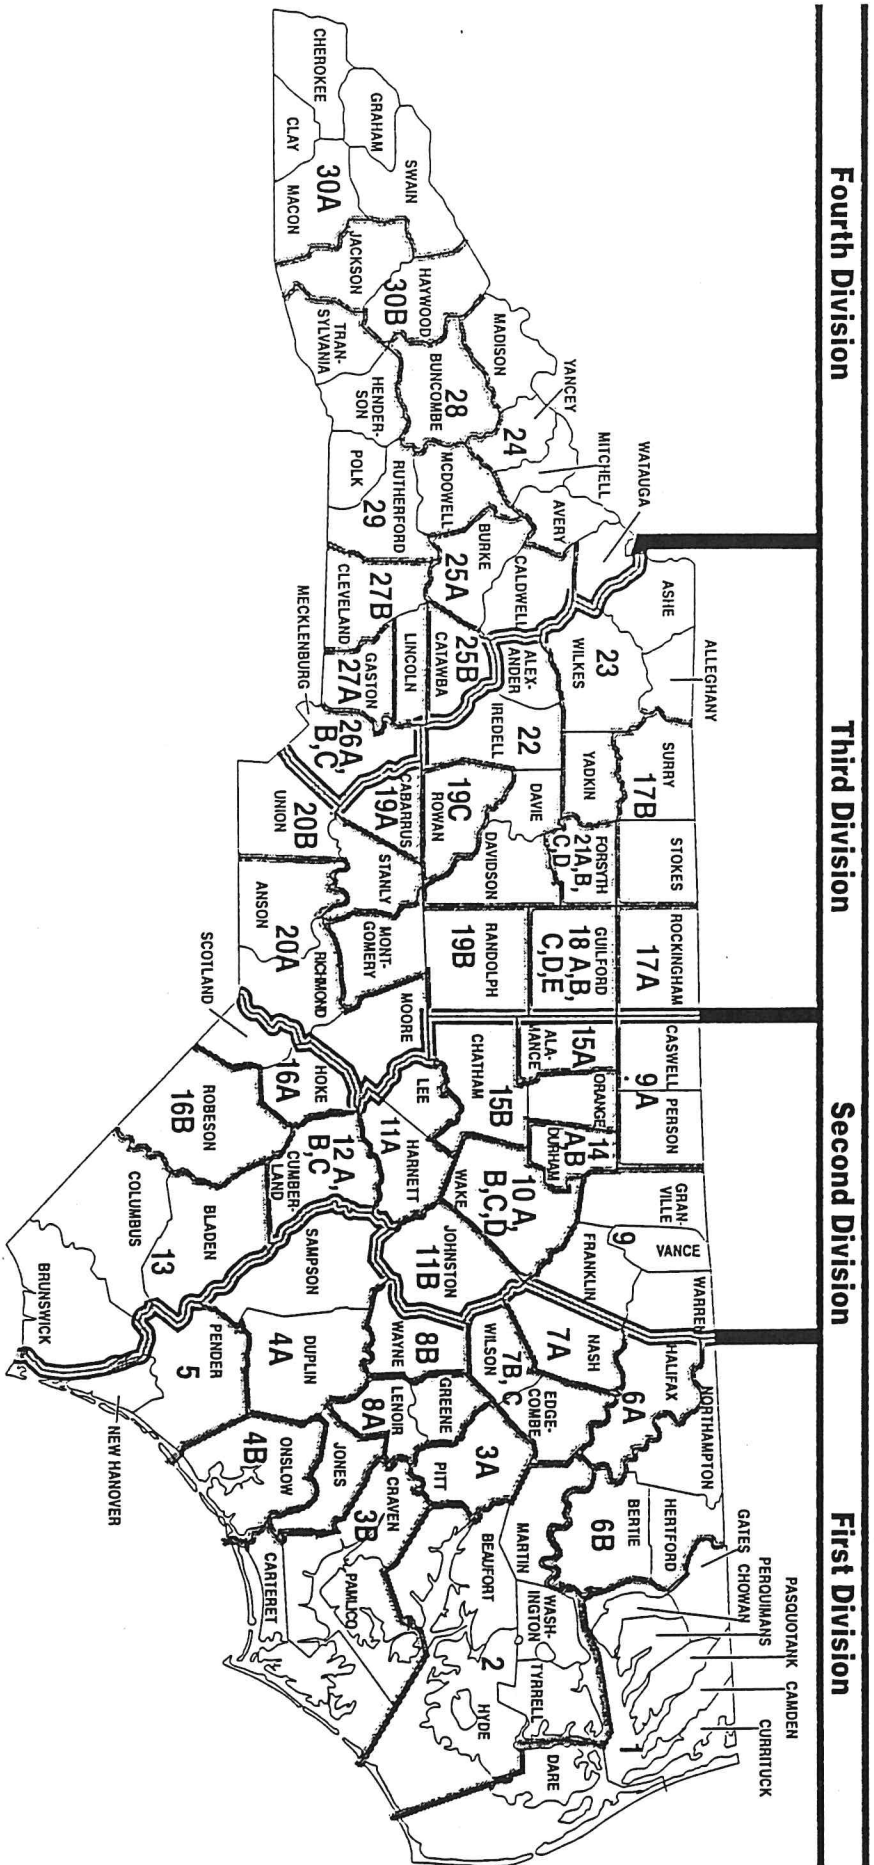 Fourth Division
Third Division
Second Division
First Division
CHEROKEE
GRAHAM
CLAY
SWAIN
30A
MACON
JACKSON
HAYWOOD
30B
TRAN-
SYLVANIA
MADISON
28
BUNCOMBE
HENDER-
SON
YANCEY
24
MITCHELL
WATAUGA
AVERY
MCDOWELL
POLK
RUTHERFORD
29
BURKE
25A
CALDWELL
27B
CLEVELAND
ASHE
ALLEGHANY
23
WILKES
ALEX-
ANDER
25B
CATAWBA
LINCOLN
GASTON
27A
MECKLENBURG
26A,
B,C
22
IREDELL
SURRY
17B
YADKIN
DAVIE
19C
ROWAN
CABARRUS
19A
20B
UNION
STOKES
FORSYTH
21A,B,
C,D
DAVIDSON
STANLY
ANSON
20A
RICHMOND
MONT-
GOMERY
SCOTLAND
ROCKINGHAM
17A
GUILFORD
18 A,B,
C,D,E
RANDOLPH
19B
MOORE
HOKE
16A
ROBESON
16B
CASWELL
9A
PERSON
15A
ALA-
MANCE
ORANGE
14
A,B
DURHAM
CHATHAM
15B
LEE
HARNETT
11A
12 A,
B,C
CUMBER-
LAND
GRAN-
VILLE
VANCE
9
WARREN
FRANKLIN
10 A,
B,C,D
WAKE
JOHNSTON
11B
SAMPSON
BLADEN
13
COLUMBUS
BRUNSWICK
NORTHAMPTON
HALIFAX
6A
NASH
7A
EDGE-
COMBE
7B, C
WILSON
8B
WAYNE
GREENE
LENOIR
8A
DUPLIN
4A
PENDER
5
NEW HANOVER
ONSLOW
4B
JONES
3A
PITT
CRAVEN
3B
PAMLICO
CARTERET
GATES
HERTFORD
BERTIE
6B
MARTIN
BEAUFORT
WASH-
INGTON
TYRRELL
2
HYDE
DARE
1
CHOWAN
PERQUIMANS
PASQUOTANK
CAMDEN
CURRITUCK